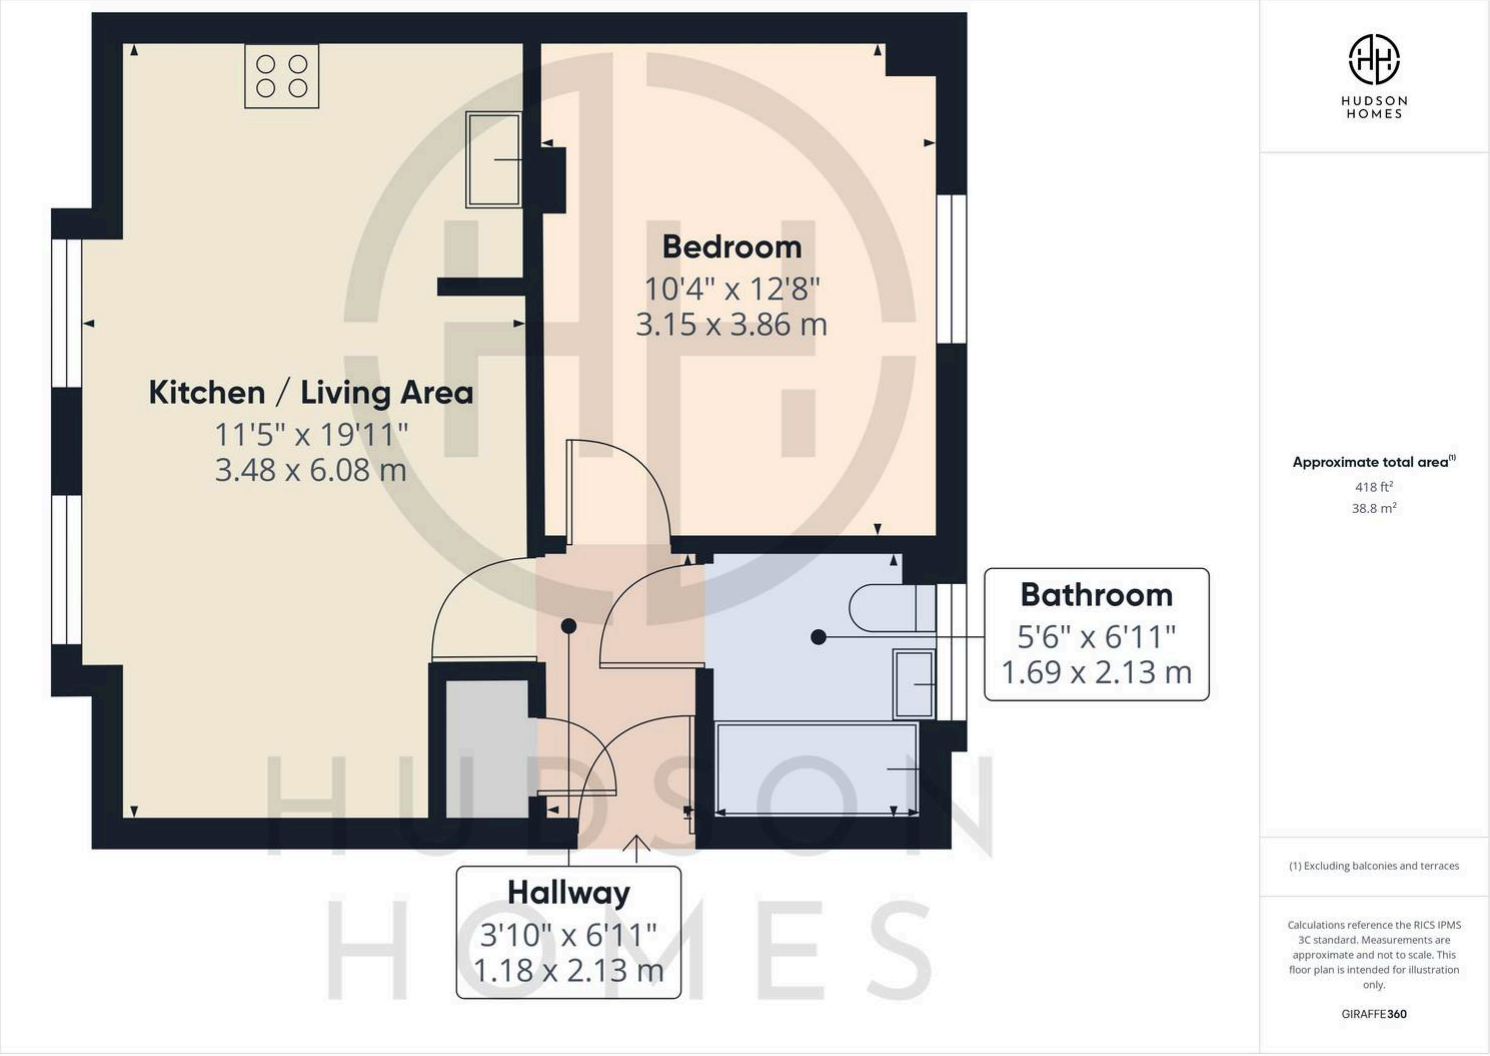 Kitchen / Living Area
11'5" x 19'11"
3.48 x 6.08 m
Bedroom
10'4" x 12'8"
3.15 x 3.86 m
Bathroom
5'6" x 6'11"
1.69 x 2.13 m
Hallway
3'10" x 6'11"
1.18 x 2.13 m
HUDSON
HOMES
HUDSON
HOMES
Approximate total area(1)
418 ft²
38.8 m²
(1) Excluding balconies and terraces
Calculations reference the RICS IPMS
3C standard. Measurements are
approximate and not to scale. This
floor plan is intended for illustration
only.
GIRAFFE360